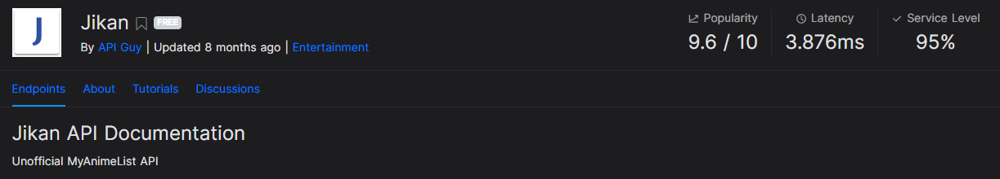 J
Jikan FREE
By API Guy | Updated 8 months ago | Entertainment
Popularity
9.6 / 10
Latency
3.876ms
Service Level
95%
Endpoints About Tutorials Discussions
Jikan API Documentation
Unofficial MyAnimeList API